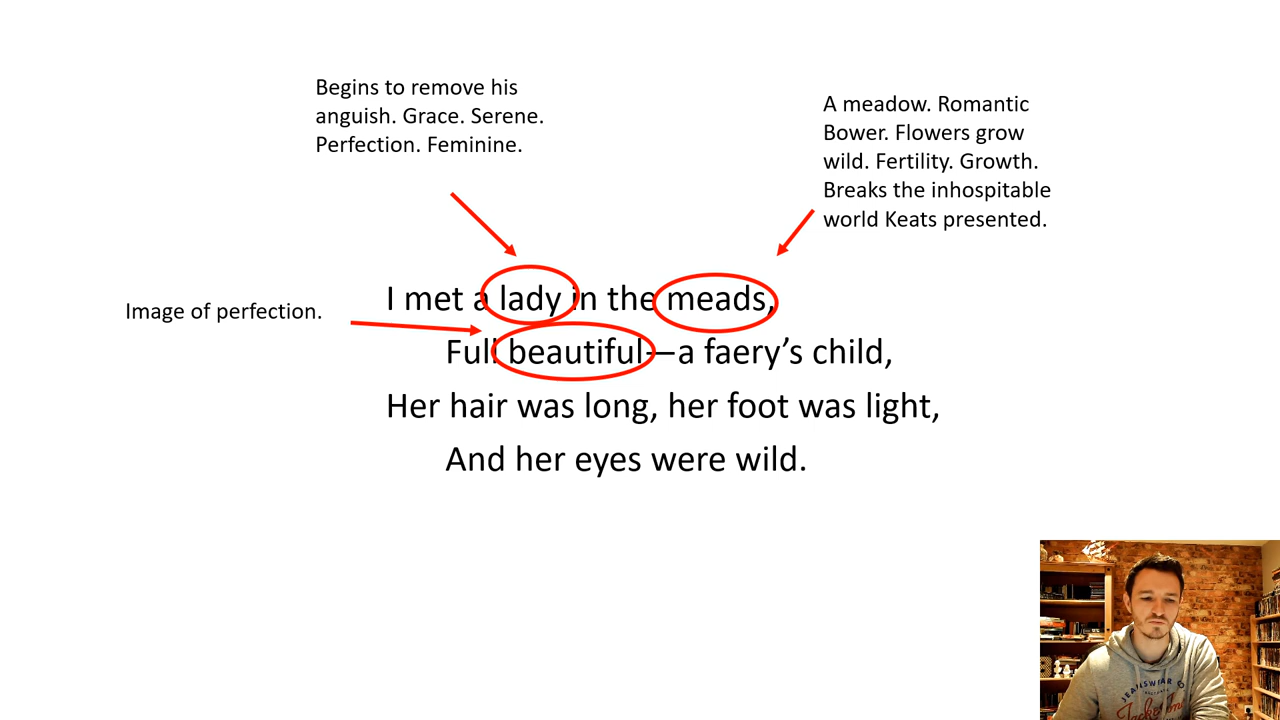 Begins to remove his
anguish. Grace. Serene.
Perfection. Feminine.
A meadow. Romantic
Bower. Flowers grow
wild. Fertility. Growth.
Breaks the inhospitable
world Keats presented.
Image of perfection.
I met a lady in the meads,
Full beautiful—a faery’s child,
Her hair was long, her foot was light,
And her eyes were wild.